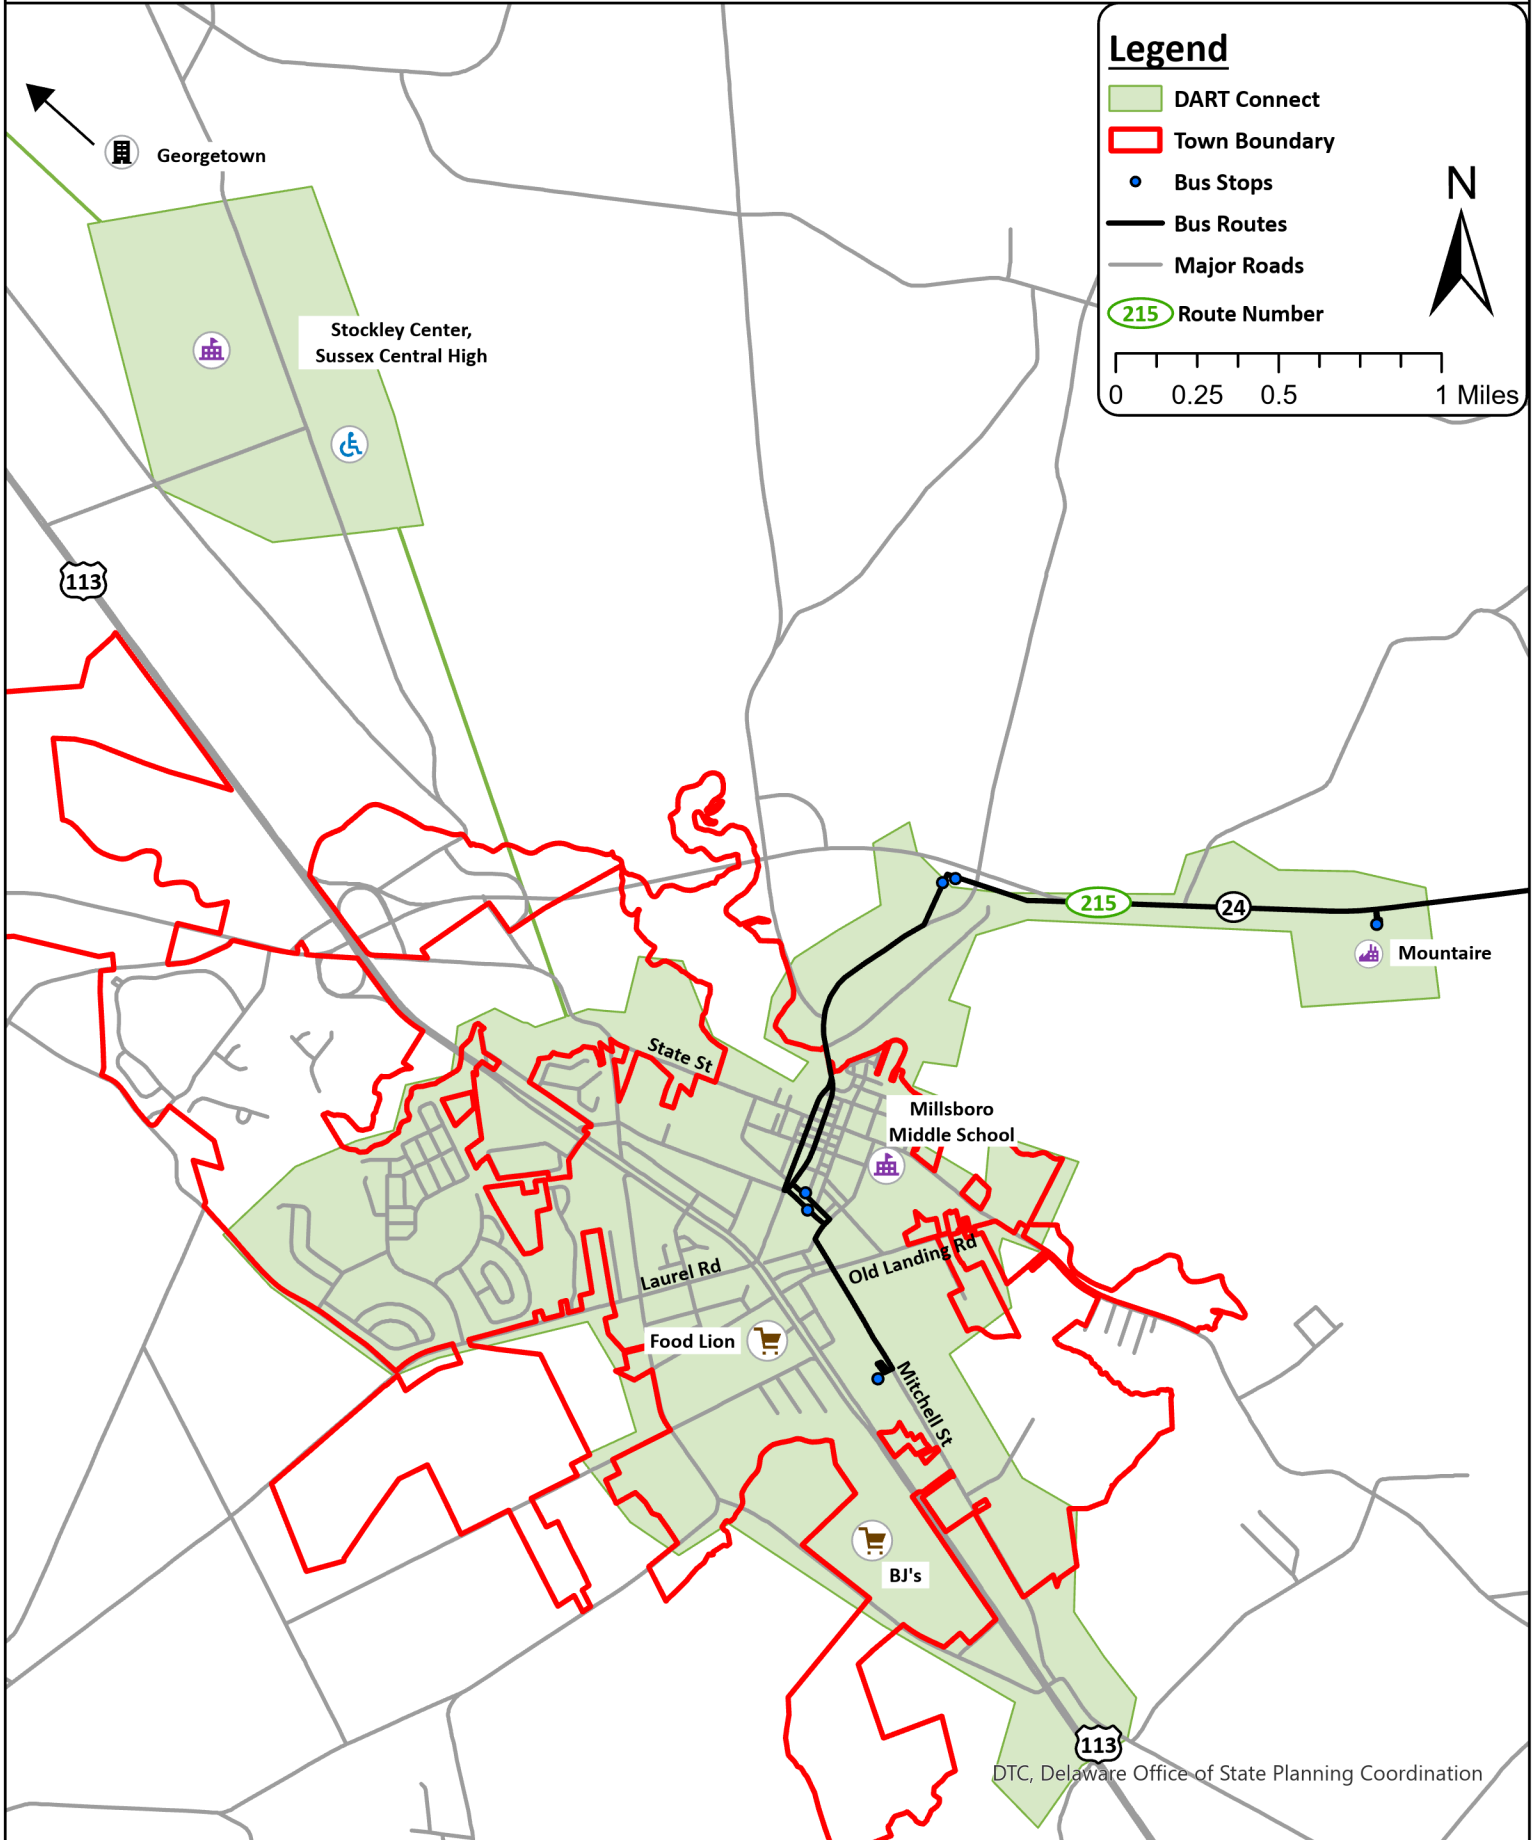 Legend
DART Connect
Town Boundary
Bus Stops
Bus Routes
Major Roads
215 Route Number
N
0 0.25 0.5 1 Miles
Georgetown
Stockley Center,
Sussex Central High
113
215
24
Mountaire
State St
Millsboro
Middle School
Old Landing Rd
Laurel Rd
Food Lion
Mitchell St
BJ's
113
DTC, Delaware Office of State Planning Coordination